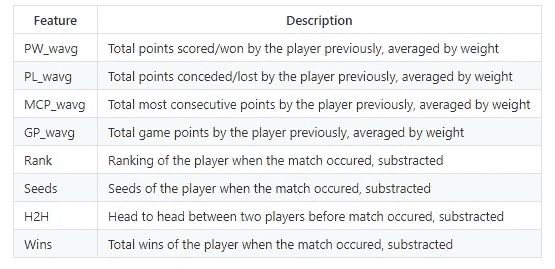 Feature Description
PW_wavg Total points scored/won by the player previously, averaged by weight
PL_wavg Total points conceded/lost by the player previously, averaged by weight
MCP_wavg Total most consecutive points by the player previously, averaged by weight
GP_wavg Total game points by the player previously, averaged by weight
Rank Ranking of the player when the match occured, substracted
Seeds Seeds of the player when the match occured, substracted
H2H Head to head between two players before match occured, substracted
Wins Total wins of the player when the match occured, substracted